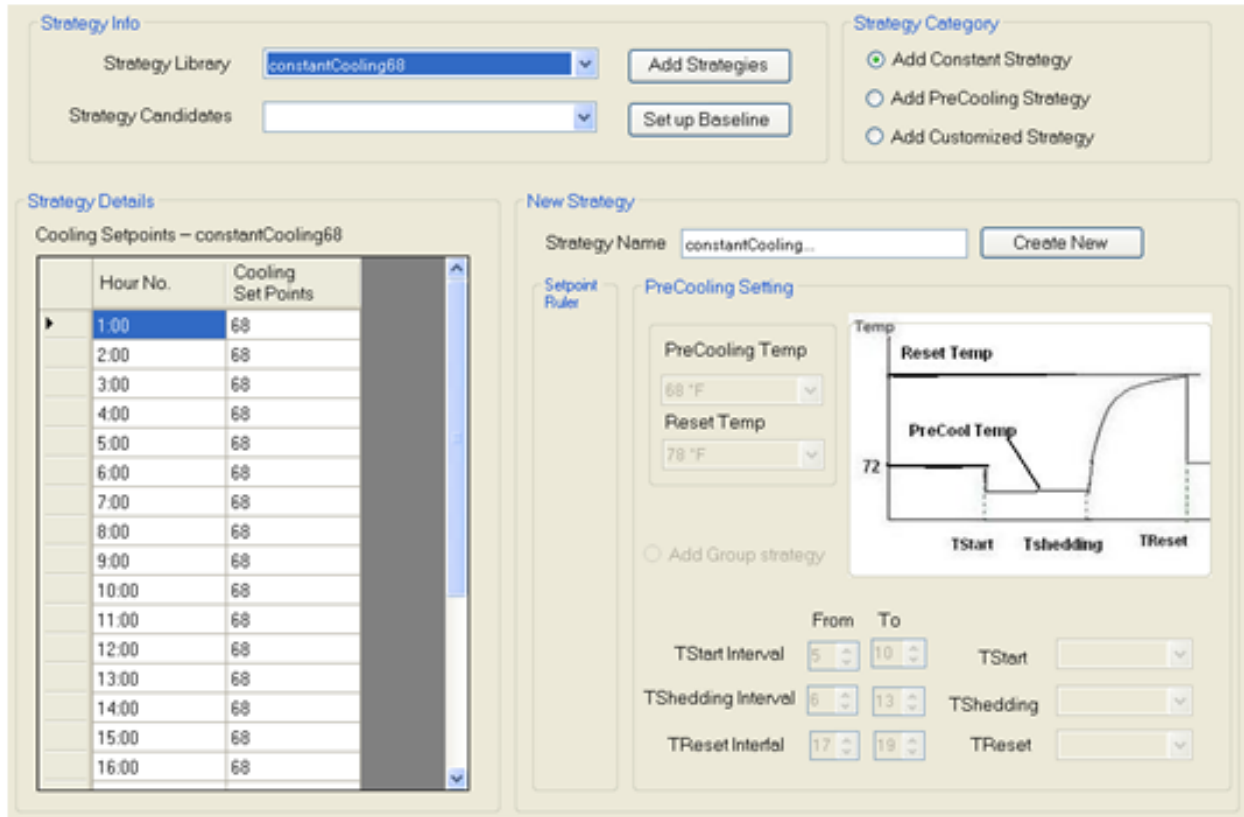 Strategy Info
Strategy Library constantCooling68 Add Strategies
Strategy Candidates Set up Baseline
Strategy Category
Add Constant Strategy
Add PreCooling Strategy
Add Customized Strategy
Strategy Details
Cooling Setpoints – constantCooling68
Hour No. Cooling Set Points
1:00 68
2:00 68
3:00 68
4:00 68
5:00 68
6:00 68
7:00 68
8:00 68
9:00 68
10:00 68
11:00 68
12:00 68
13:00 68
14:00 68
15:00 68
16:00 68
New Strategy
Strategy Name constantCooling... Create New
Setpoint
Ruler
PreCooling Setting
PreCooling Temp
68 °F
Reset Temp
78 °F
Add Group strategy
Temp
Reset Temp
PreCool Temp
72
TStart Tshedding TReset
From To
TStart Interval 5 10 TStart
TShedding Interval 6 13 TShedding
TReset Interfal 17 19 TReset